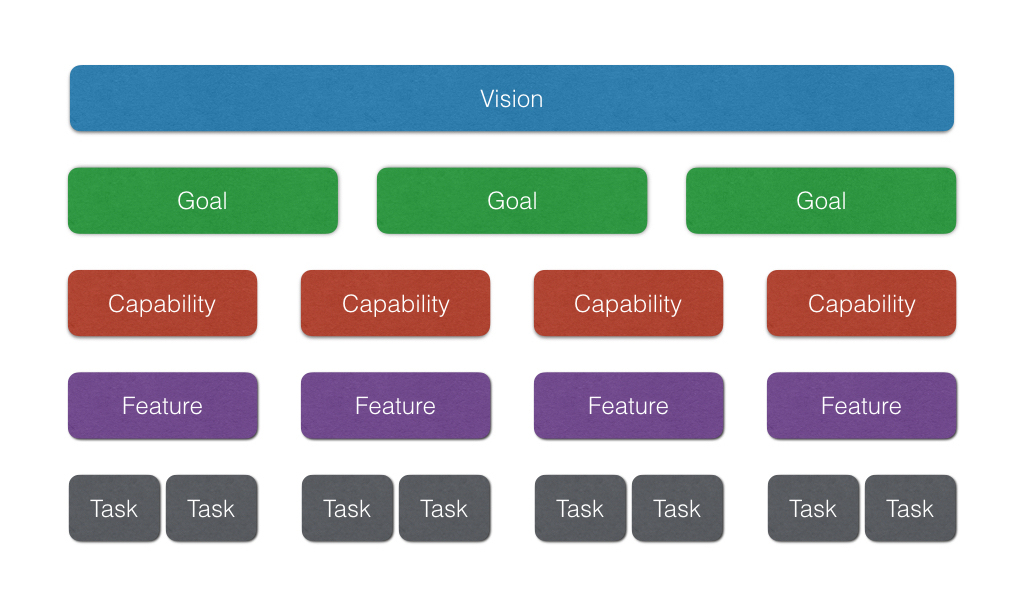 Vision
Goal Goal Goal
Capability Capability Capability Capability
Feature Feature Feature Feature
Task Task Task Task Task Task Task Task